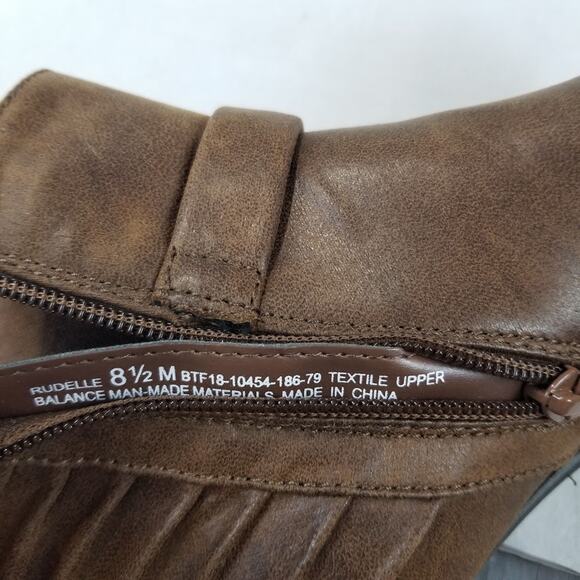 RUDELLE 8½ M BTF18-10454-186-79 TEXTILE UPPER
BALANCE MAN-MADE MATERIALS MADE IN CHINA